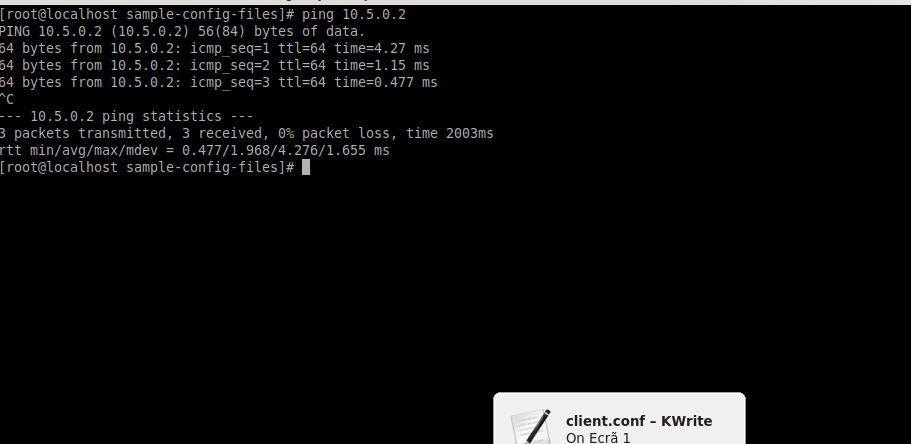 [root@localhost sample-config-files]# ping 10.5.0.2
PING 10.5.0.2 (10.5.0.2) 56(84) bytes of data.
64 bytes from 10.5.0.2: icmp_seq=1 ttl=64 time=4.27 ms
64 bytes from 10.5.0.2: icmp_seq=2 ttl=64 time=1.15 ms
64 bytes from 10.5.0.2: icmp_seq=3 ttl=64 time=0.477 ms
^C
--- 10.5.0.2 ping statistics ---
3 packets transmitted, 3 received, 0% packet loss, time 2003ms
rtt min/avg/max/mdev = 0.477/1.968/4.276/1.655 ms
[root@localhost sample-config-files]#
client.conf – KWrite
On Ecrã 1